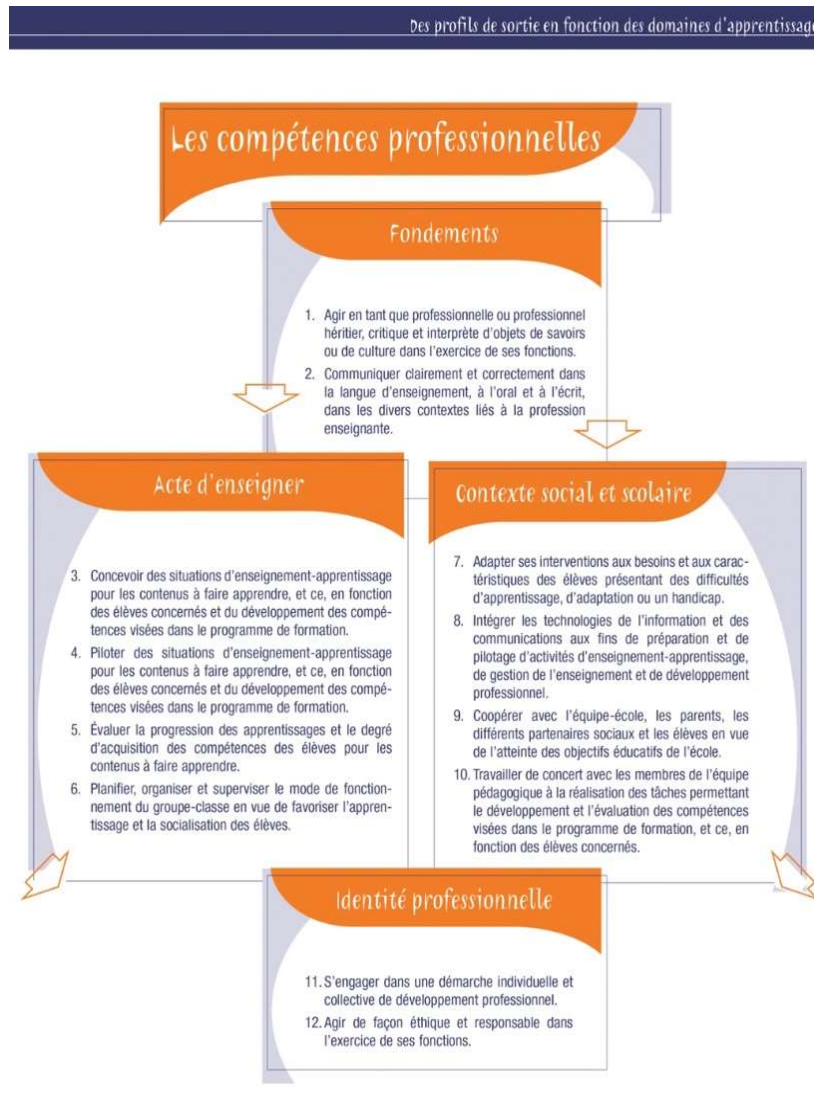 Des profils de sortie en fonction des domaines d'apprentissage
Les compétences professionnelles
Fondements
1. Agir en tant que professionnelle ou professionnel
héritier, critique et interprète d'objets de savoirs
ou de culture dans l'exercice de ses fonctions.
2. Communiquer clairement et correctement dans
la langue d'enseignement, à l'oral et à l'écrit,
dans les divers contextes liés à la profession
enseignante.
Acte d'enseigner
3. Concevoir des situations d'enseignement-apprentissage
pour les contenus à faire apprendre, et ce, en fonction
des élèves concernés et du développement des compé-
tences visées dans le programme de formation.
4. Piloter des situations d'enseignement-apprentissage
pour les contenus à faire apprendre, et ce, en fonction
des élèves concernés et du développement des compé-
tences visées dans le programme de formation.
5. Évaluer la progression des apprentissages et le degré
d'acquisition des compétences des élèves pour les
contenus à faire apprendre.
6. Planifier, organiser et superviser le mode de fonction-
nement du groupe-classe en vue de favoriser l'appren-
tissage et la socialisation des élèves.
Contexte social et scolaire
7. Adapter ses interventions aux besoins et aux carac-
téristiques des élèves présentant des difficultés
d'apprentissage, d'adaptation ou un handicap.
8. Intégrer les technologies de l'information et des
communications aux fins de préparation et de
pilotage d'activités d'enseignement-apprentissage,
de gestion de l'enseignement et de développement
professionnel.
9. Coopérer avec l'équipe-école, les parents, les
différents partenaires sociaux et les élèves en vue
de l'atteinte des objectifs éducatifs de l'école.
10. Travailler de concert avec les membres de l'équipe
pédagogique à la réalisation des tâches permettant
le développement et l'évaluation des compétences
visées dans le programme de formation, et ce, en
fonction des élèves concernés.
Identité professionnelle
11. S'engager dans une démarche individuelle et
collective de développement professionnel.
12. Agir de façon éthique et responsable dans
l'exercice de ses fonctions.